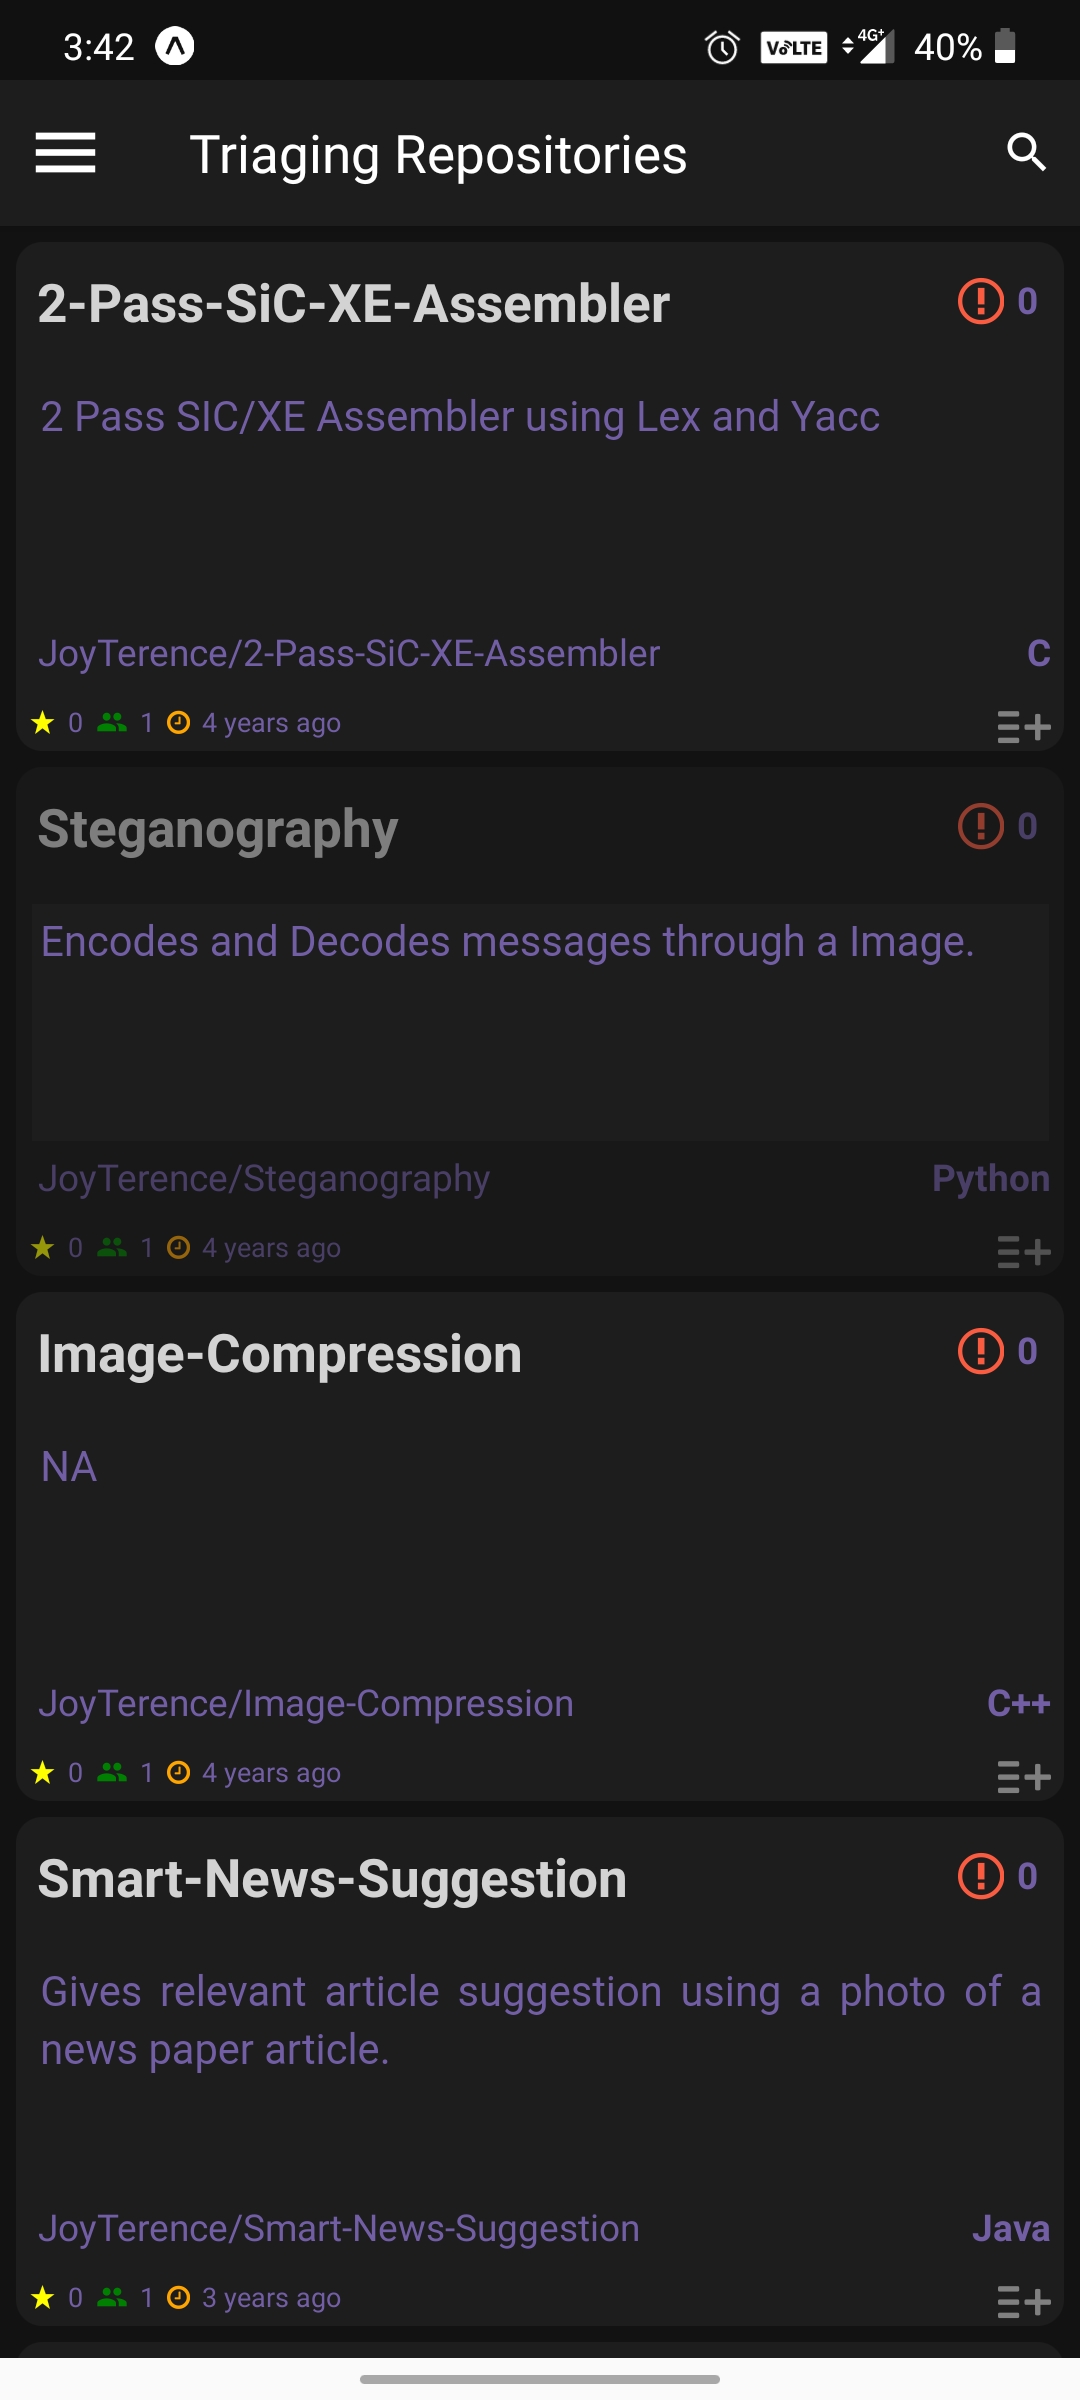 3:42
VoLTE
4G+
40%
Triaging Repositories
2-Pass-SiC-XE-Assembler
0
2 Pass SIC/XE Assembler using Lex and Yacc
JoyTerence/2-Pass-SiC-XE-Assembler
C
0 1 4 years ago
Steganography
0
Encodes and Decodes messages through a Image.
JoyTerence/Steganography
Python
0 1 4 years ago
Image-Compression
0
NA
JoyTerence/Image-Compression
C++
0 1 4 years ago
Smart-News-Suggestion
0
Gives relevant article suggestion using a photo of a
news paper article.
JoyTerence/Smart-News-Suggestion
Java
0 1 3 years ago